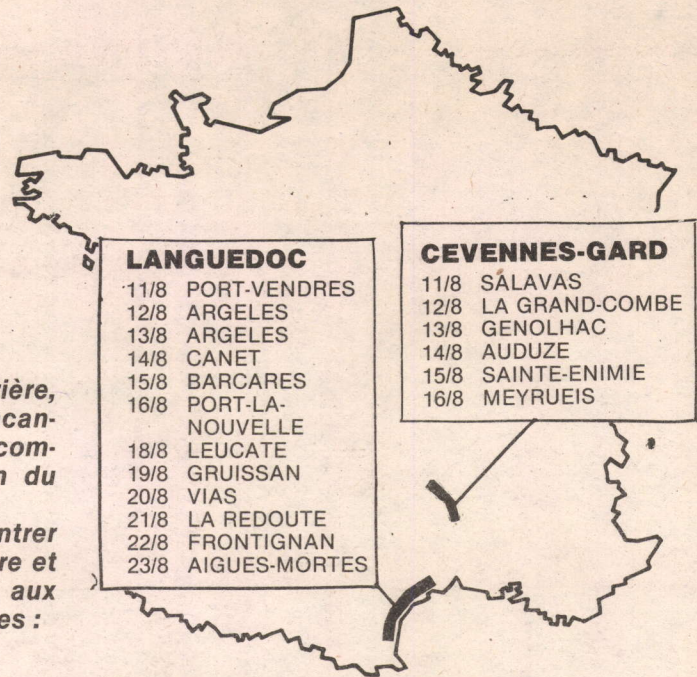 LANGUEDOC
11/8 PORT-VENDRES
12/8 ARGELES
13/8 ARGELES
14/8 CANET
15/8 BARCARES
16/8 PORT-LA-
NOUVELLE
18/8 LEUCATE
19/8 GRUISSAN
20/8 VIAS
21/8 LA REDOUTE
22/8 FRONTIGNAN
23/8 AIGUES-MORTES
CEVENNES-GARD
11/8 SALAVAS
12/8 LA GRAND-COMBE
13/8 GENOLHAC
14/8 AUDUZE
15/8 SAINTE-ENIMIE
16/8 MEYRUEIS
ière,
can-
com-
n du
ntrer
re et
aux
es :